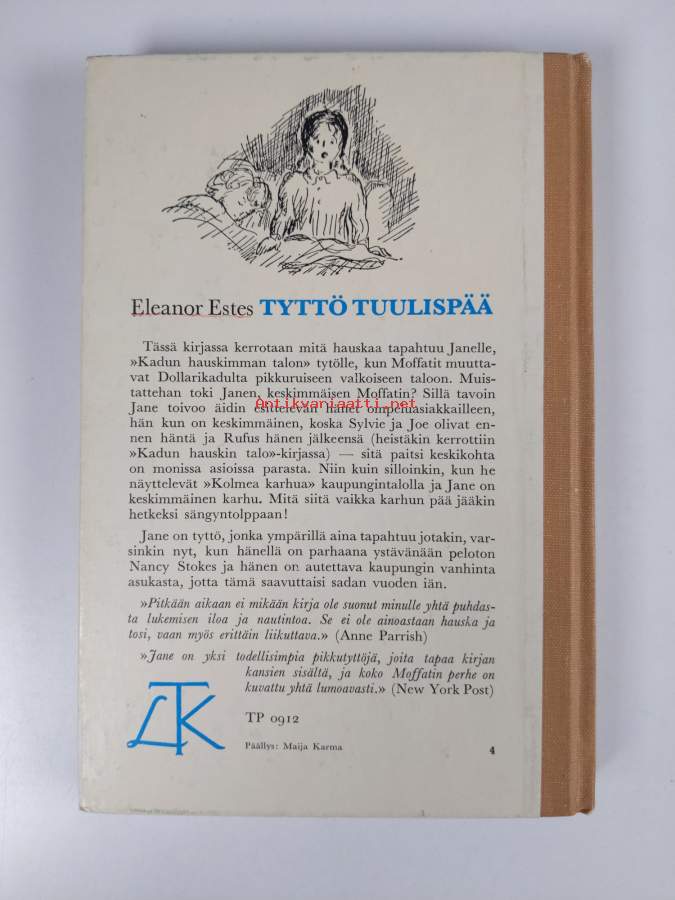 Eleanor Estes TYTTÖ TUULISPÄÄ
Tässä kirjassa kerrotaan mitä hauskaa tapahtuu Janelle,
»Kadun hauskimman talon» tytölle, kun Moffatit muutta-
vat Dollarikadulta pikkuruiseen valkoiseen taloon. Muis-
tattehan toki Janen, keskimmäisen Moffatin? Sillä tavoin
Antikvariaatti.net
Jane toivoo äidin esittelevän hänet ompeluasiakkailleen,
hän kun on keskimmäinen, koska Sylvie ja Joe olivat en-
nen häntä ja Rufus hänen jälkeensä (heistäkin kerrottiin
»Kadun hauskin talo»-kirjassa) — sitä paitsi keskikohta
on monissa asioissa parasta. Niin kuin silloinkin, kun he
näyttelevät »Kolmea karhua» kaupungintalolla ja Jane on
keskimmäinen karhu. Mitä siitä vaikka karhun pää jääkin
hetkeksi sängyntolppaan!
Jane on tyttö, jonka ympärillä aina tapahtuu jotakin, var-
sinkin nyt, kun hänellä on parhaana ystävänään peloton
Nancy Stokes ja hänen on autettava kaupungin vanhinta
asukasta, jotta tämä saavuttaisi sadan vuoden iän.
»Pitkään aikaan ei mikään kirja ole suonut minulle yhtä puhdas-
ta lukemisen iloa ja nautintoa. Se ei ole ainoastaan hauska ja
tosi, vaan myös erittäin liikuttava.» (Anne Parrish)
»Jane on yksi todellisimpia pikkutyttöjä, joita tapaa kirjan
kansien sisältä, ja koko Moffatin perhe on
kuvattu yhtä lumoavasti.» (New York Post)
LTK
TP 0912
Päällys: Maija Karma 4